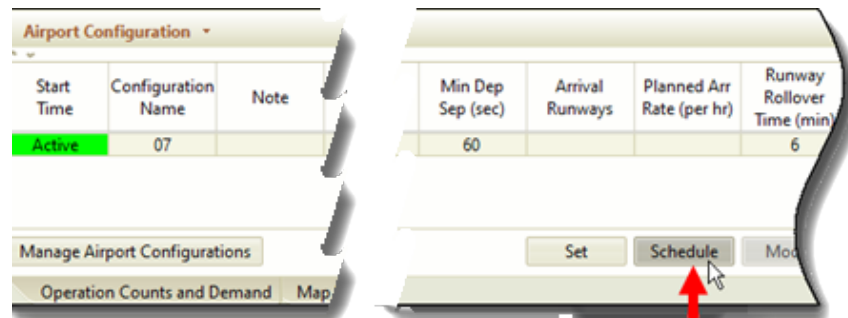 Airport Configuration
Start Time Configuration Name Note Min Dep Sep (sec) Arrival Runways Planned Arr Rate (per hr) Runway Rollover Time (min)
Active 07 60 6
Manage Airport Configurations Set Schedule
Operation Counts and Demand Map